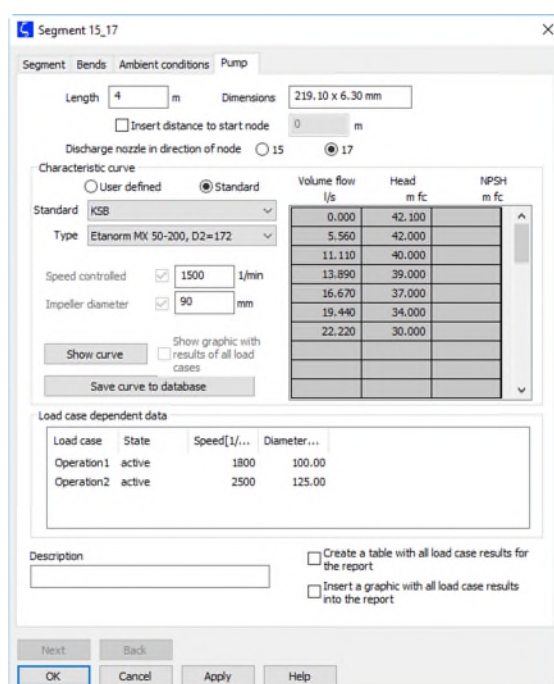 Segment 15_17
Segment Bends Ambient conditions Pump
Length 4 m Dimensions 219.10 x 6.30 mm
Insert distance to start node 0 m
Discharge nozzle in direction of node 15 17
Characteristic curve
User defined Standard
Standard KSB
Type Etanorm MX 50-200, D2=172
Speed controlled 1500 1/min
Impeller diameter 90 mm
Show curve
Show graphic with
results of all load
cases
Save curve to database
Volume flow Head NPSH
l/s m fc m fc
0.000 42.100
5.560 42.000
11.110 40.000
13.890 39.000
16.670 37.000
19.440 34.000
22.220 30.000
Load case dependent data
Load case State Speed[1/... Diameter...
Operation1 active 1800 100.00
Operation2 active 2500 125.00
Description
Create a table with all load case results for
the report
Insert a graphic with all load case results
into the report
Next Back
OK Cancel Apply Help